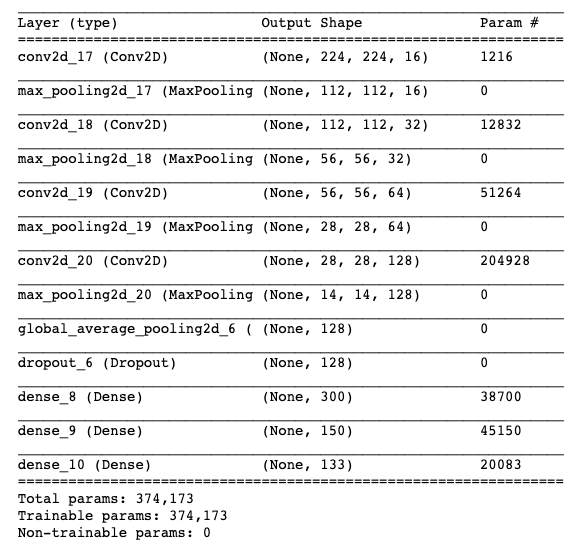 Layer (type) Output Shape Param #
conv2d_17 (Conv2D) (None, 224, 224, 16) 1216
max_pooling2d_17 (MaxPooling (None, 112, 112, 16) 0
conv2d_18 (Conv2D) (None, 112, 112, 32) 12832
max_pooling2d_18 (MaxPooling (None, 56, 56, 32) 0
conv2d_19 (Conv2D) (None, 56, 56, 64) 51264
max_pooling2d_19 (MaxPooling (None, 28, 28, 64) 0
conv2d_20 (Conv2D) (None, 28, 28, 128) 204928
max_pooling2d_20 (MaxPooling (None, 14, 14, 128) 0
global_average_pooling2d_6 ( (None, 128) 0
dropout_6 (Dropout) (None, 128) 0
dense_8 (Dense) (None, 300) 38700
dense_9 (Dense) (None, 150) 45150
dense_10 (Dense) (None, 133) 20083
Total params: 374,173
Trainable params: 374,173
Non-trainable params: 0